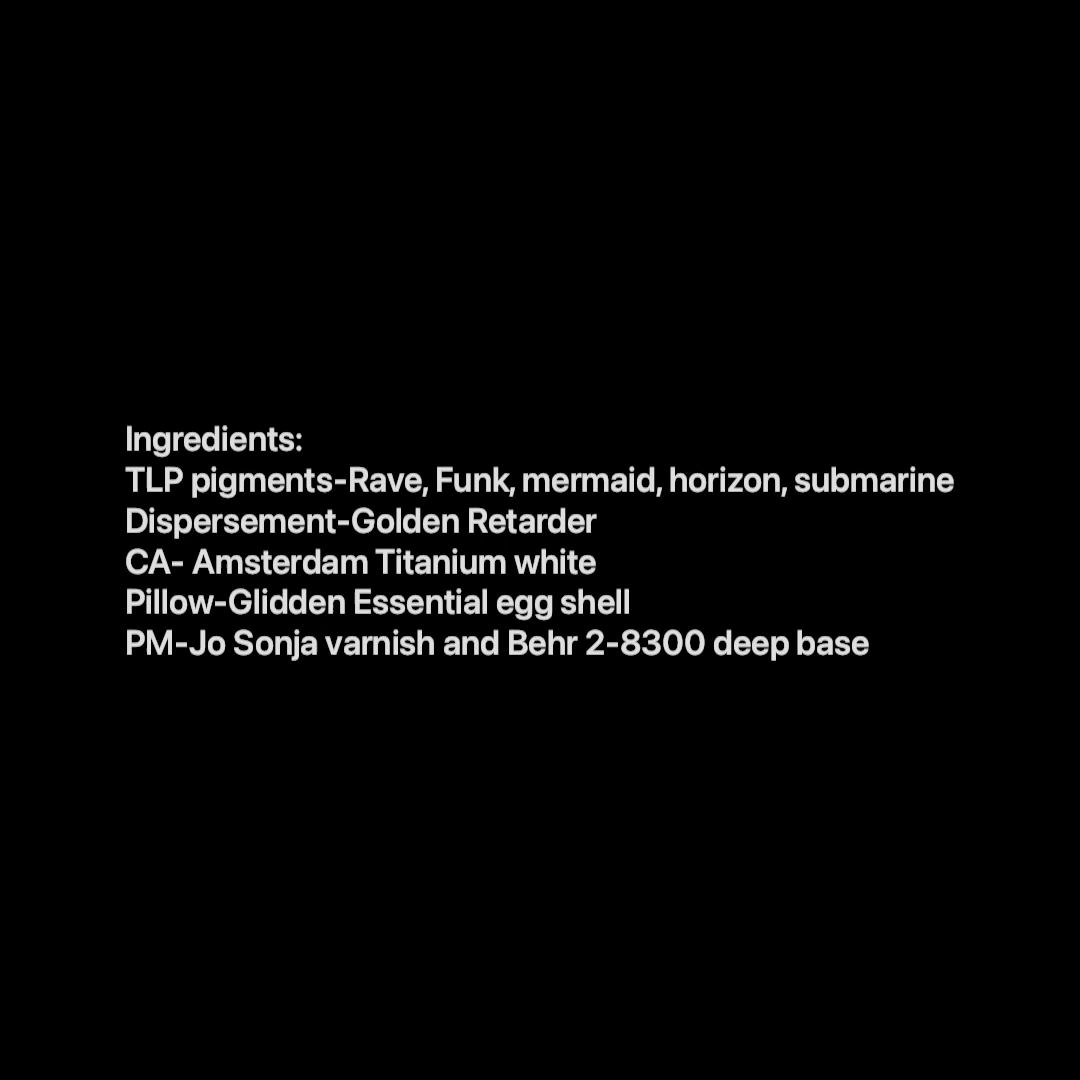 Ingredients:
TLP pigments-Rave, Funk, mermaid, horizon, submarine
Dispersement-Golden Retarder
CA- Amsterdam Titanium white
Pillow-Glidden Essential egg shell
PM-Jo Sonja varnish and Behr 2-8300 deep base